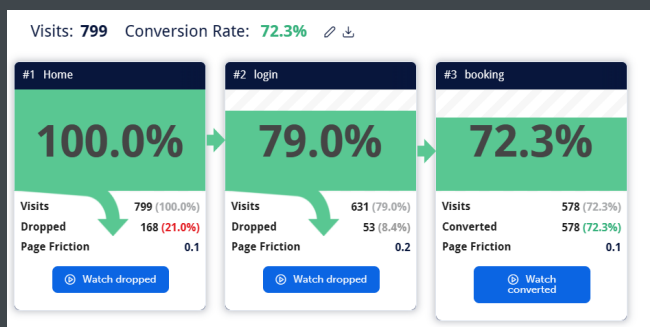 Visits: 799 Conversion Rate: 72.3%
#1 Home
100.0%
Visits 799 (100.0%)
Dropped 168 (21.0%)
Page Friction 0.1
Watch dropped
#2 login
79.0%
Visits 631 (79.0%)
Dropped 53 (8.4%)
Page Friction 0.2
Watch dropped
#3 booking
72.3%
Visits 578 (72.3%)
Converted 578 (72.3%)
Page Friction 0.1
Watch
converted